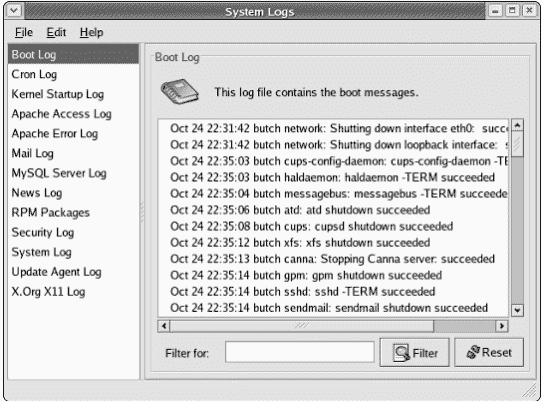 System Logs
File Edit Help
Boot Log
Cron Log
Kernel Startup Log
Apache Access Log
Apache Error Log
Mail Log
MySQL Server Log
News Log
RPM Packages
Security Log
System Log
Update Agent Log
X.Org X11 Log
Boot Log
This log file contains the boot messages.
Oct 24 22:31:42 butch network: Shutting down interface eth0: succ
Oct 24 22:31:42 butch network: Shutting down loopback interface: s
Oct 24 22:35:03 butch cups-config-daemon: cups-config-daemon -TE
Oct 24 22:35:03 butch haldaemon: haldaemon -TERM succeeded
Oct 24 22:35:04 butch messagebus: messagebus -TERM succeede
Oct 24 22:35:06 butch atd: atd shutdown succeeded
Oct 24 22:35:08 butch cups: cupsd shutdown succeeded
Oct 24 22:35:12 butch xfs: xfs shutdown succeeded
Oct 24 22:35:13 butch canna: Stopping Canna server: succeeded
Oct 24 22:35:14 butch gpm: gpm shutdown succeeded
Oct 24 22:35:14 butch sshd: sshd -TERM succeeded
Oct 24 22:35:14 butch sendmail: sendmail shutdown succeeded
Filter for: Filter Reset